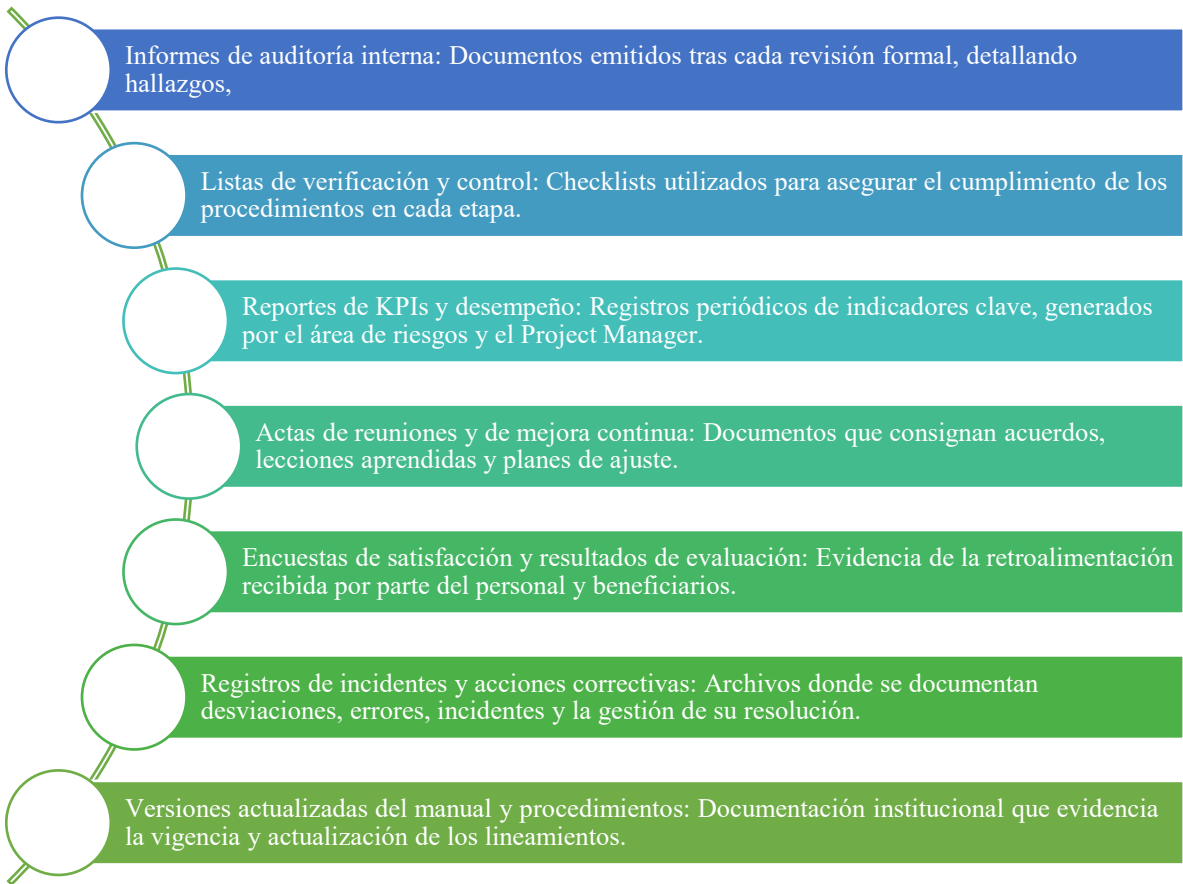 Informes de auditoría interna: Documentos emitidos tras cada revisión formal, detallando
hallazgos,
Listas de verificación y control: Checklists utilizados para asegurar el cumplimiento de los
procedimientos en cada etapa.
Reportes de KPIs y desempeño: Registros periódicos de indicadores clave, generados
por el área de riesgos y el Project Manager.
Actas de reuniones y de mejora continua: Documentos que consignan acuerdos,
lecciones aprendidas y planes de ajuste.
Encuestas de satisfacción y resultados de evaluación: Evidencia de la retroalimentación
recibida por parte del personal y beneficiarios.
Registros de incidentes y acciones correctivas: Archivos donde se documentan
desviaciones, errores, incidentes y la gestión de su resolución.
Versiones actualizadas del manual y procedimientos: Documentación institucional que evidencia
la vigencia y actualización de los lineamientos.